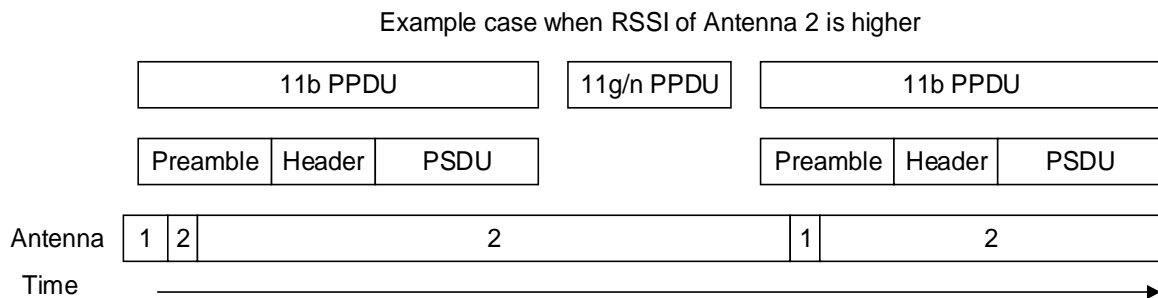 Example case when RSSI of Antenna 2 is higher
11b PPDU 11g/n PPDU 11b PPDU
Preamble Header PSDU Preamble Header PSDU
Antenna 1 2 2 1 2
Time